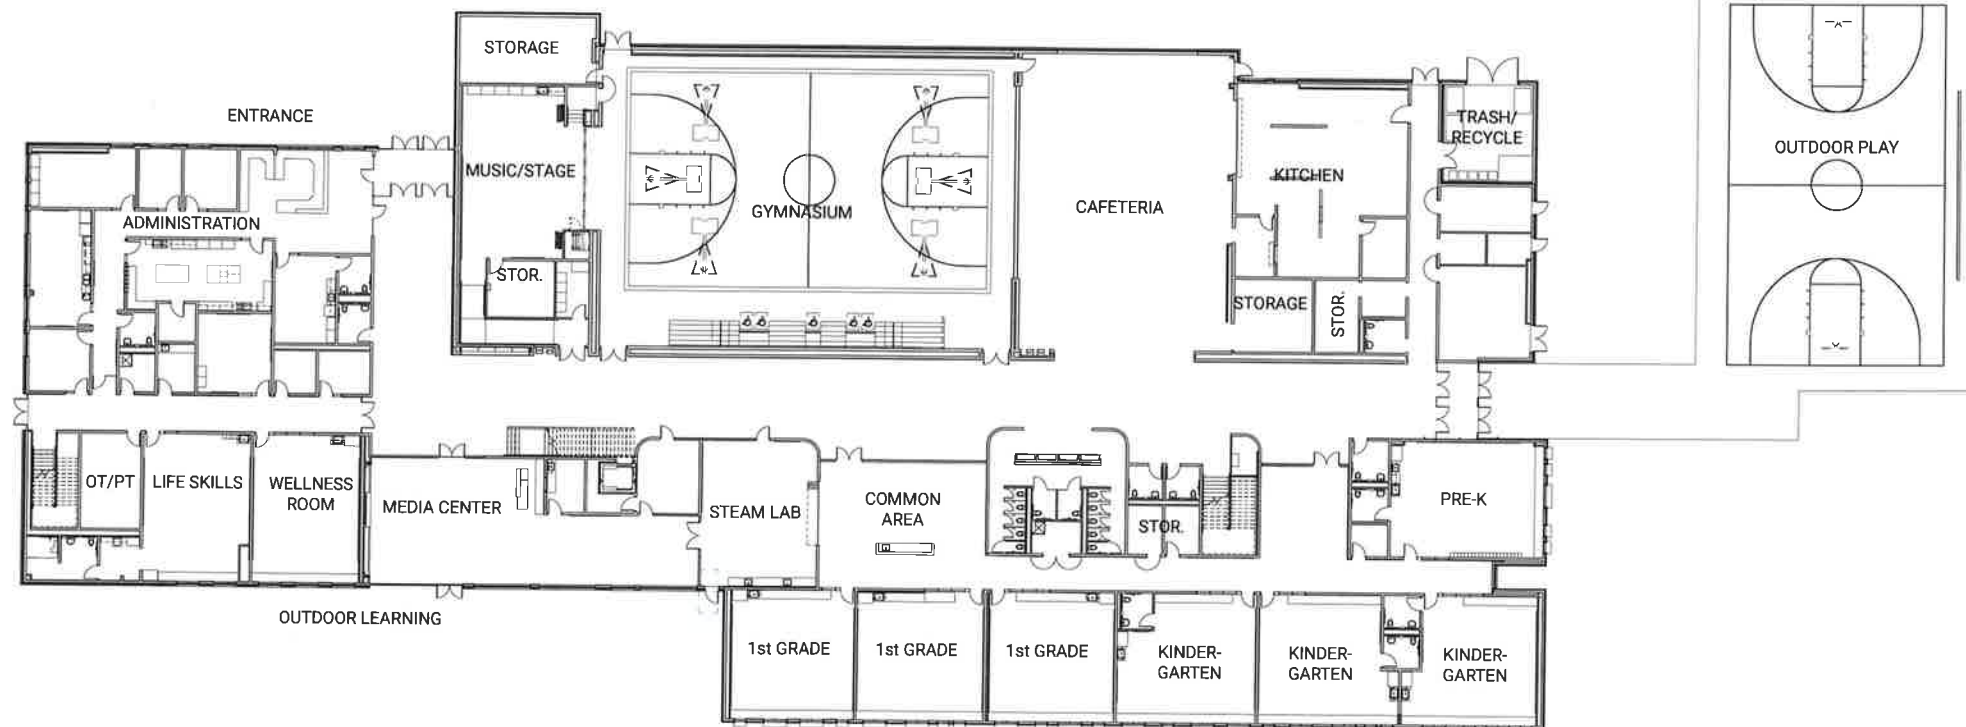 STORAGE
ENTRANCE
TRASH/
RECYCLE
OUTDOOR PLAY
MUSIC/STAGE
KITCHEN
GYMNASIUM
CAFETERIA
ADMINISTRATION
STOR.
STORAGE
STOR.
OT/PT
LIFE SKILLS
WELLNESS
ROOM
MEDIA CENTER
STEAM LAB
COMMON
AREA
STOR.
PRE-K
OUTDOOR LEARNING
1st GRADE
1st GRADE
1st GRADE
KINDER-
GARTEN
KINDER-
GARTEN
KINDER-
GARTEN